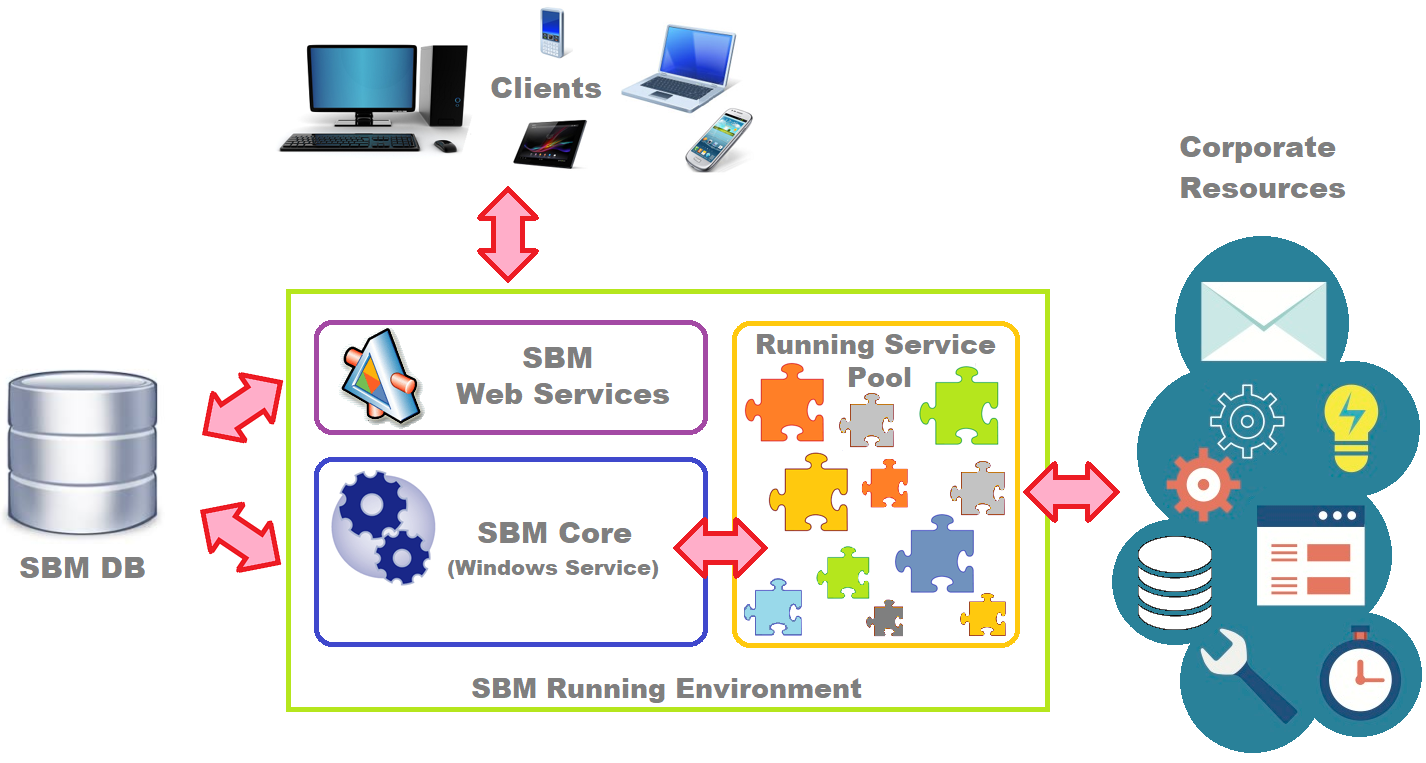 Clients
Corporate
Resources
SBM
Web Services
Running Service
Pool
SBM DB
SBM Core
(Windows Service)
SBM Running Environment